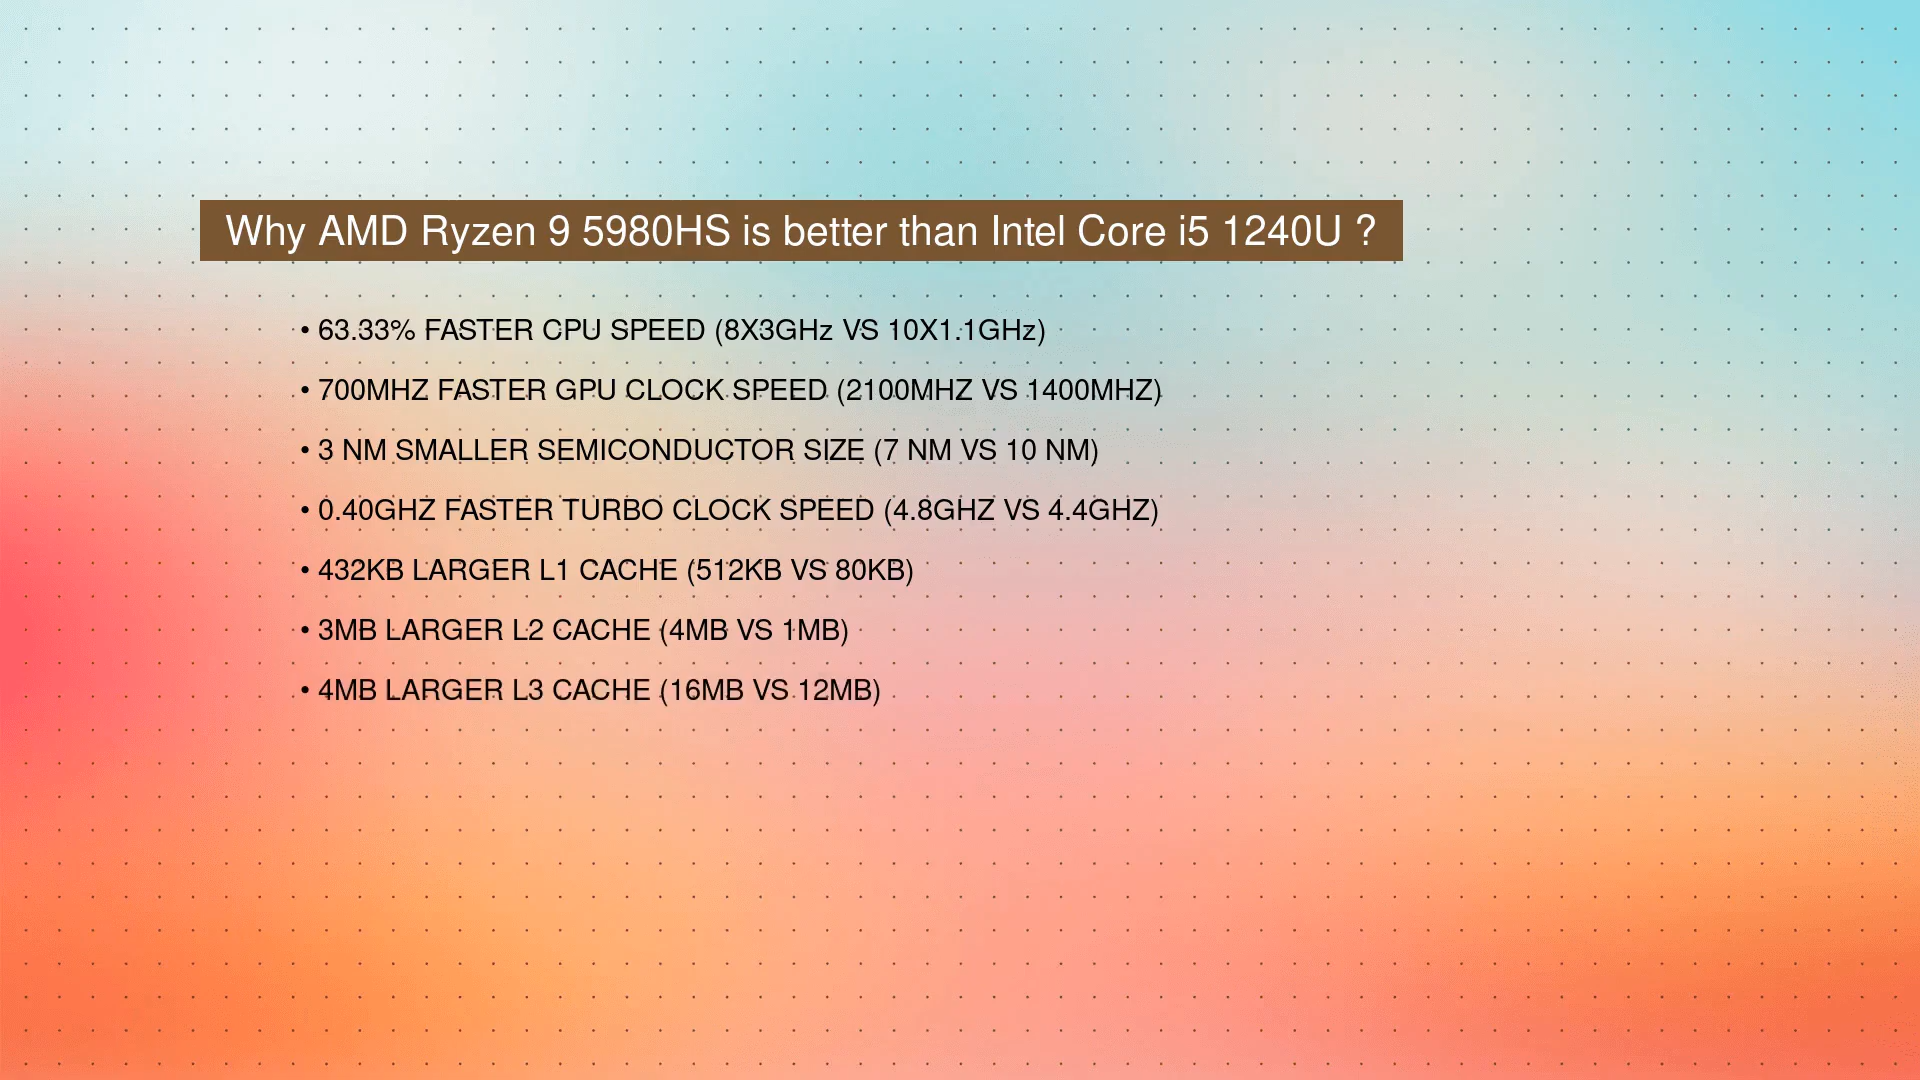 Why AMD Ryzen 9 5980HS is better than Intel Core i5 1240U ?
• 63.33% FASTER CPU SPEED (8X3GHz VS 10X1.1GHz)
• 700MHZ FASTER GPU CLOCK SPEED (2100MHZ VS 1400MHZ)
• 3 NM SMALLER SEMICONDUCTOR SIZE (7 NM VS 10 NM)
• 0.40GHZ FASTER TURBO CLOCK SPEED (4.8GHZ VS 4.4GHZ)
• 432KB LARGER L1 CACHE (512KB VS 80KB)
• 3MB LARGER L2 CACHE (4MB VS 1MB)
• 4MB LARGER L3 CACHE (16MB VS 12MB)